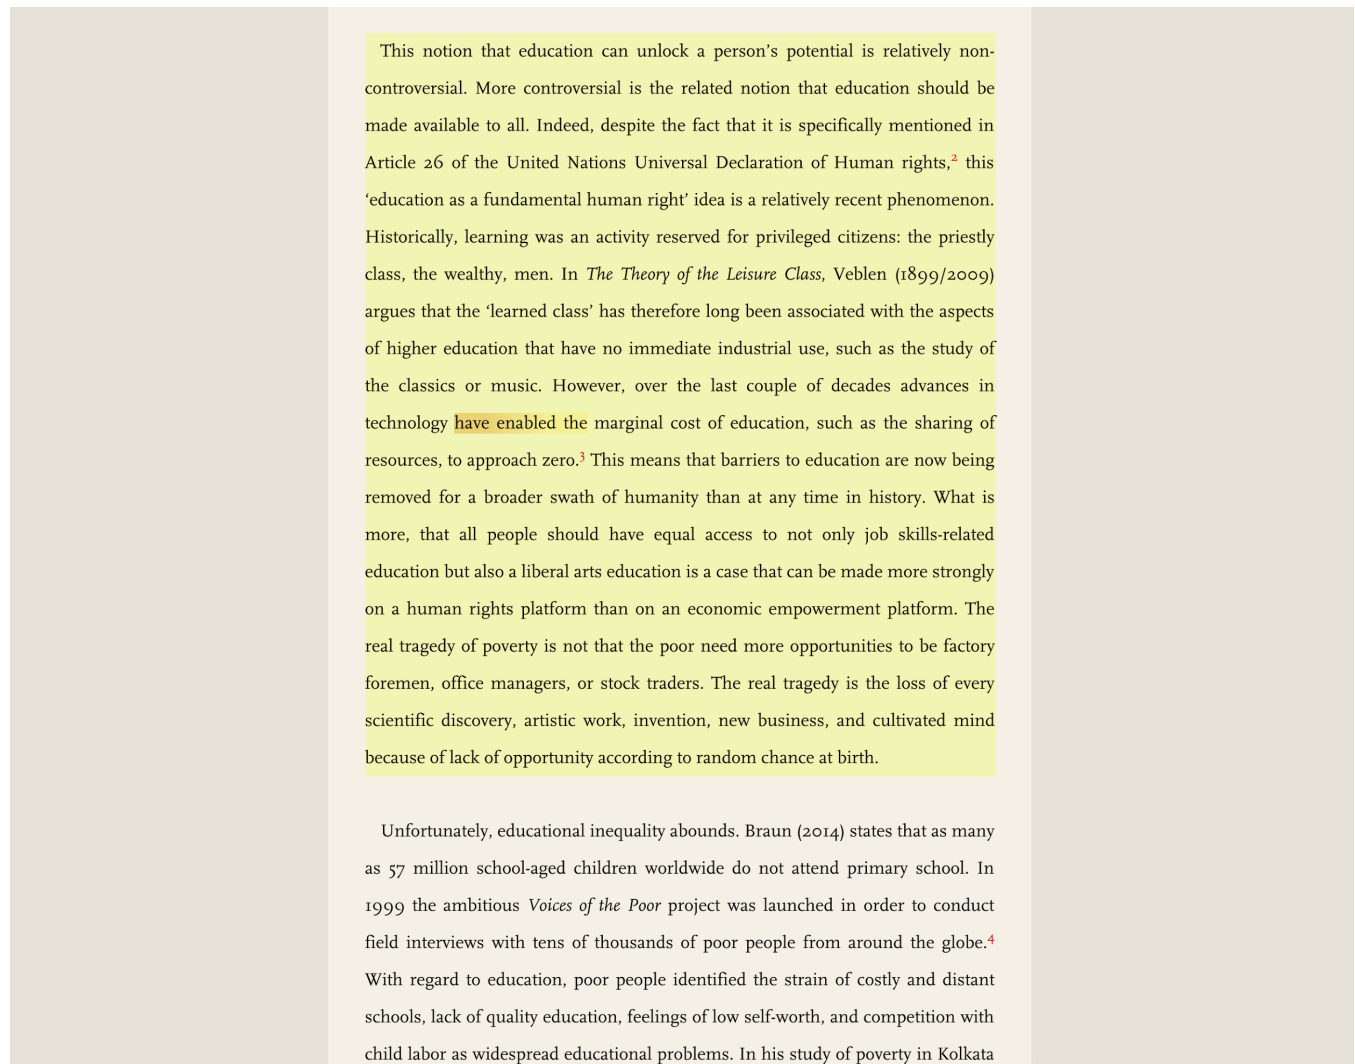 This notion that education can unlock a person’s potential is relatively non-
controversial. More controversial is the related notion that education should be
made available to all. Indeed, despite the fact that it is specifically mentioned in
Article 26 of the United Nations Universal Declaration of Human rights,2 this
‘education as a fundamental human right’ idea is a relatively recent phenomenon.
Historically, learning was an activity reserved for privileged citizens: the priestly
class, the wealthy, men. In The Theory of the Leisure Class, Veblen (1899/2009)
argues that the ‘learned class’ has therefore long been associated with the aspects
of higher education that have no immediate industrial use, such as the study of
the classics or music. However, over the last couple of decades advances in
technology have enabled the marginal cost of education, such as the sharing of
resources, to approach zero.3 This means that barriers to education are now being
removed for a broader swath of humanity than at any time in history. What is
more, that all people should have equal access to not only job skills-related
education but also a liberal arts education is a case that can be made more strongly
on a human rights platform than on an economic empowerment platform. The
real tragedy of poverty is not that the poor need more opportunities to be factory
foremen, office managers, or stock traders. The real tragedy is the loss of every
scientific discovery, artistic work, invention, new business, and cultivated mind
because of lack of opportunity according to random chance at birth.
Unfortunately, educational inequality abounds. Braun (2014) states that as many
as 57 million school-aged children worldwide do not attend primary school. In
1999 the ambitious Voices of the Poor project was launched in order to conduct
field interviews with tens of thousands of poor people from around the globe.4
With regard to education, poor people identified the strain of costly and distant
schools, lack of quality education, feelings of low self-worth, and competition with
child labor as widespread educational problems. In his study of poverty in Kolkata